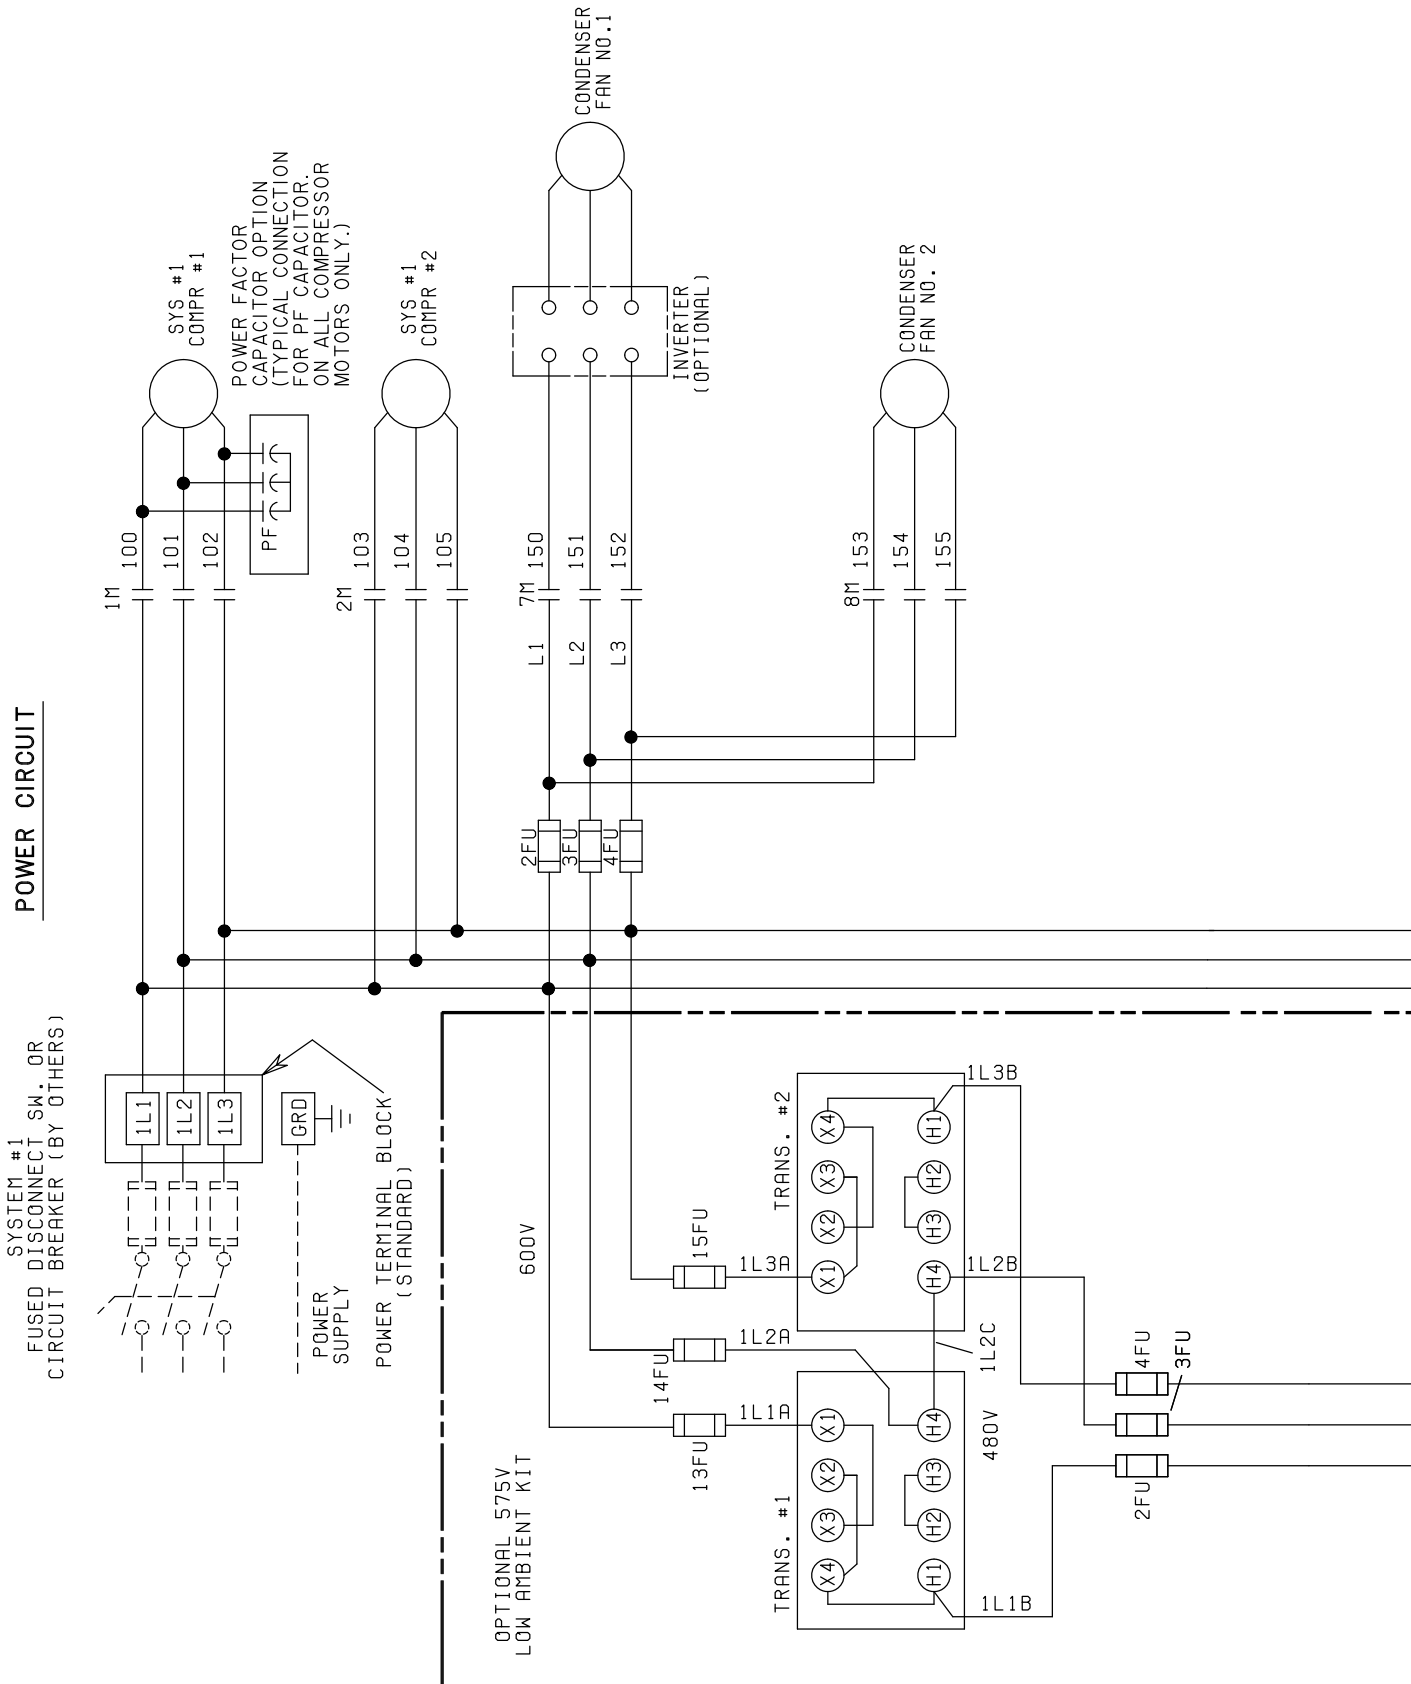 POWER CIRCUIT
SYSTEM #1
FUSED DISCONNECT SW. OR
CIRCUIT BREAKER (BY OTHERS)
1L1
1L2
1L3
GRD
POWER
SUPPLY
POWER TERMINAL BLOCK
(STANDARD)
1M
100
101
102
SYS #1
COMPR #1
PF
POWER FACTOR
CAPACITOR OPTION
(TYPICAL CONNECTION
FOR PF CAPACITOR.
ON ALL COMPRESSOR
MOTORS ONLY.)
2M
103
104
105
SYS #1
COMPR #2
2FU
3FU
4FU
L1
L2
L3
7M
150
151
152
INVERTER
(OPTIONAL)
CONDENSER
FAN NO.1
8M
153
154
155
CONDENSER
FAN NO. 2
OPTIONAL 575V
LOW AMBIENT KIT
600V
13FU
14FU
15FU
1L1A
1L2A
1L3A
TRANS. #1
X4
X3
X2
X1
H1
H2
H3
H4
TRANS. #2
X1
X2
X3
X4
H4
H3
H2
H1
480V
1L2C
1L1B
1L2B
1L3B
2FU
3FU
4FU